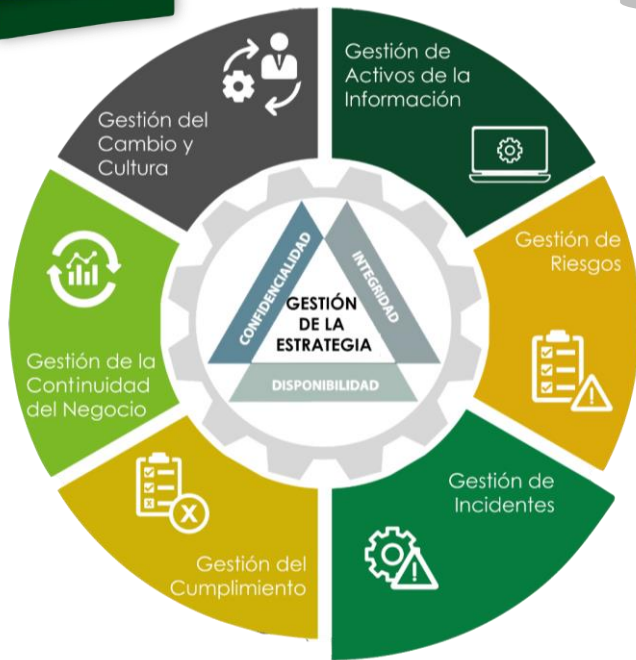 Gestión de
Activos de la
Información
Gestión de
Riesgos
Gestión de
Incidentes
Gestión del
Cumplimiento
Gestión de la
Continuidad
del Negocio
Gestión del
Cambio y
Cultura
CONFIDENCIALIDAD
INTEGRIDAD
GESTIÓN
DE LA
ESTRATEGIA
DISPONIBILIDAD